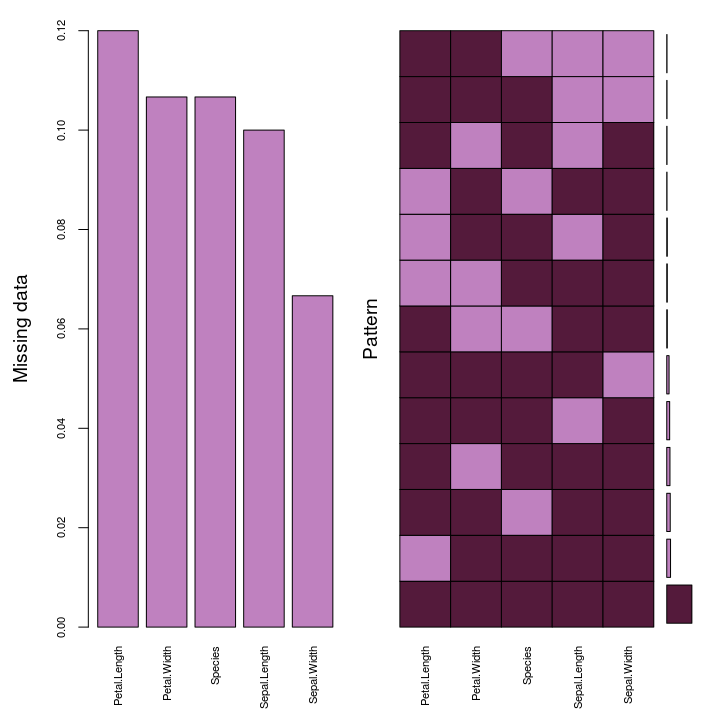 Missing data
0.12
0.10
0.08
0.06
0.04
0.02
0.00
Petal.Length
Petal.Width
Species
Sepal.Length
Sepal.Width
Pattern
Petal.Length
Petal.Width
Species
Sepal.Length
Sepal.Width